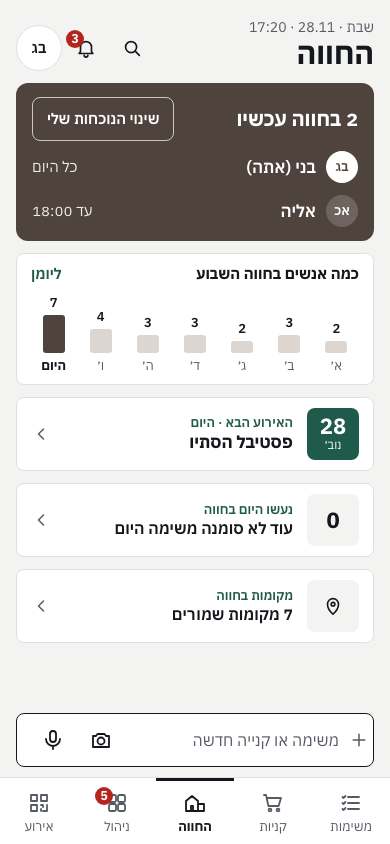 שבת · 28.11 · 17:20
החווה
3
בג
2 בחווה עכשיו
שינוי הנוכחות שלי
בג
בני (אתה)
כל היום
אכ
אליה
עד 18:00
כמה אנשים בחווה השבוע
ליומן
2 3 2 3 3 4 7
א׳ ב׳ ג׳ ד׳ ה׳ ו׳ היום
28
נוב׳
האירוע הבא · היום
פסטיבל הסתיו
0
נעשו היום בחווה
עוד לא סומנה משימה היום
מקומות בחווה
7 מקומות שמורים
משימה או קנייה חדשה
5
משימות קניות החווה ניהול אירוע